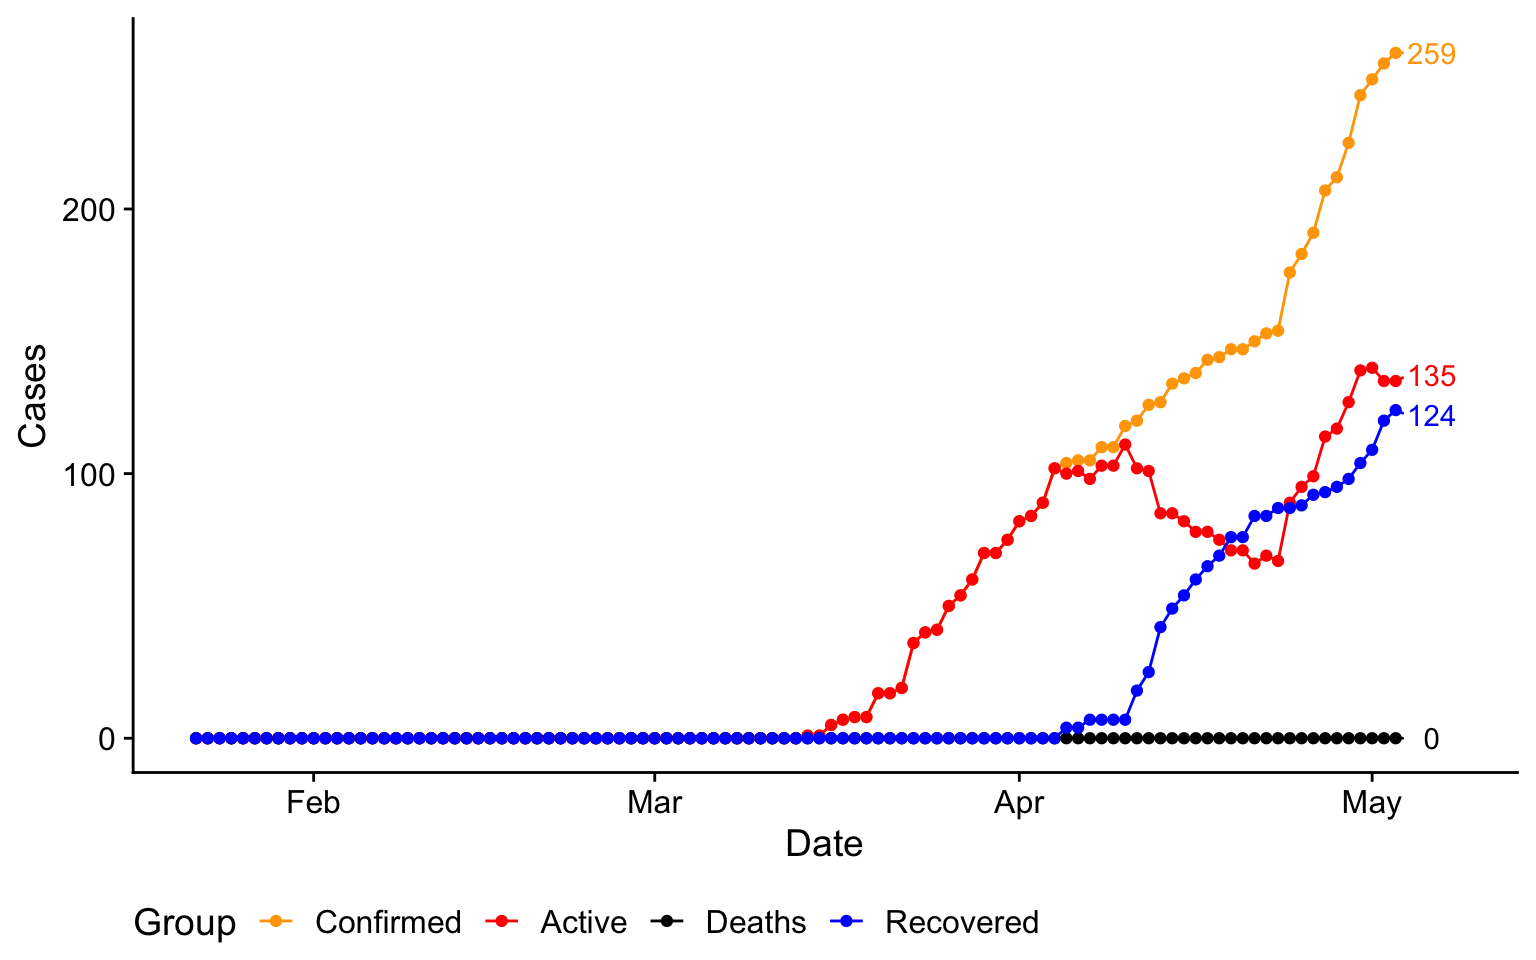 259
200
135
124
100
0
0
Cases
Feb Mar Apr May
Date
Group Confirmed Active Deaths Recovered